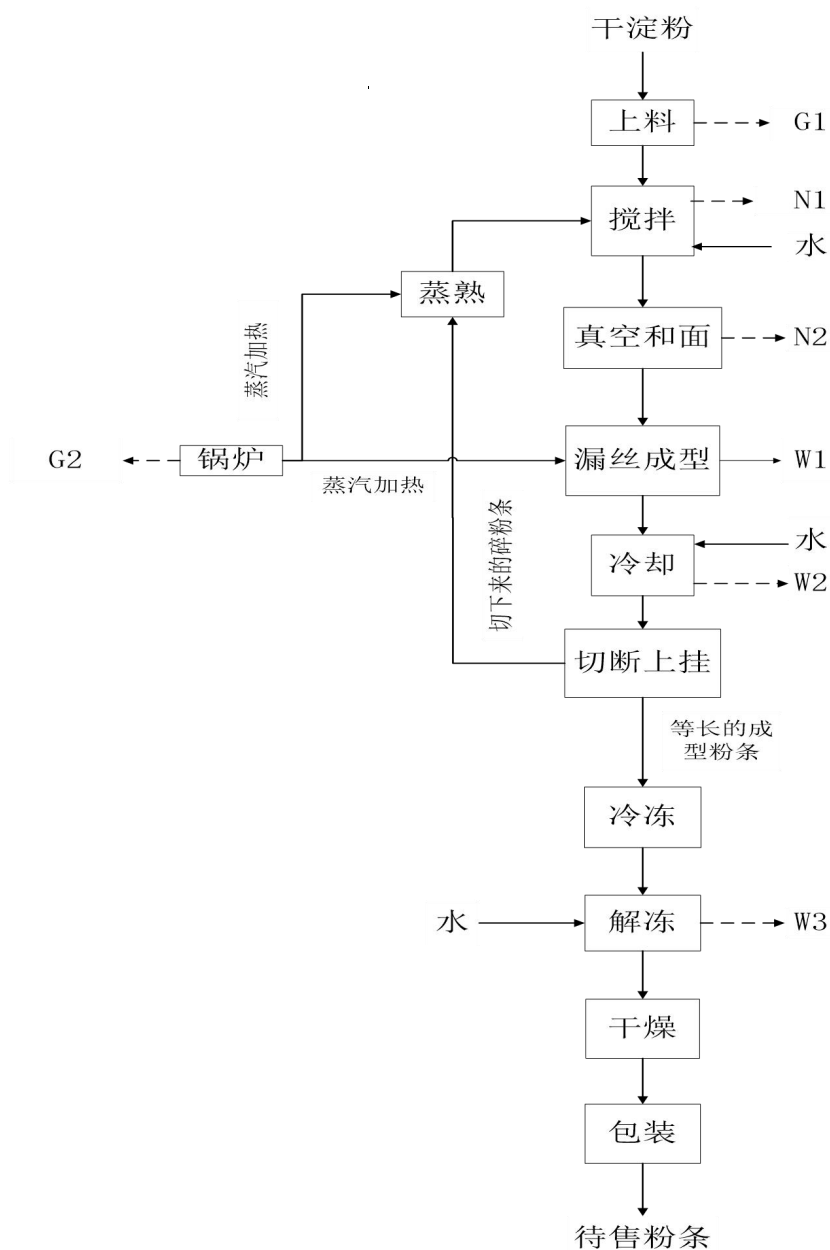 干淀粉
上料
G1
搅拌
N1
水
蒸熟
蒸汽加热
真空和面
N2
G2
锅炉
蒸汽加热
漏丝成型
W1
切下来的碎粉条
冷却
水
W2
切断上挂
等长的成
型粉条
冷冻
水
解冻
W3
干燥
包装
待售粉条